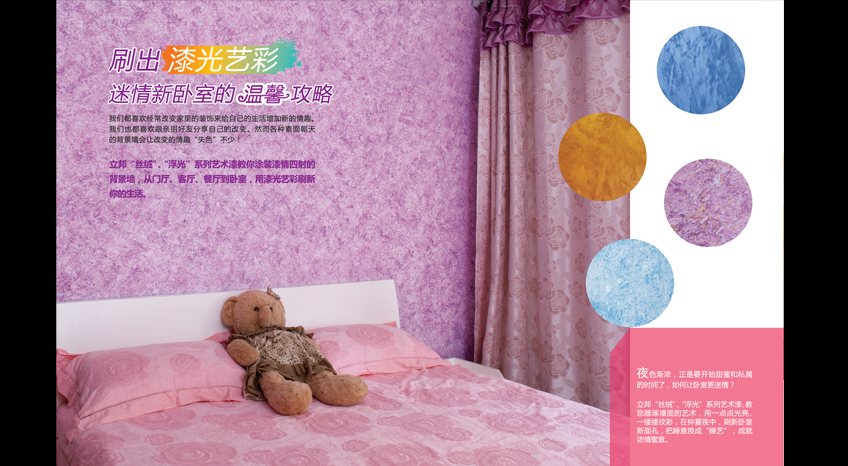 刷出漆光艺彩
迷情新卧室的温馨攻略
我们都喜欢经常改变家里的装饰来给自己的生活增加新的情趣。
我们也都喜欢跟亲朋好友分享自己的改变。然而各种素面朝天
的背景墙会让改变的情趣“失色”不少！
立邦“丝绒”、“浮光”系列艺术漆教你涂装漆情四射的
背景墙，从门厅、客厅、餐厅到卧室，用漆光艺彩刷新
你的生活。
夜色渐浓，正是要开始甜蜜和私属
的时间了，如何让卧室更迷情？
立邦“丝绒”、“浮光”系列艺术漆，教
您雕琢墙面的艺术，用一点点光亮，
一缕缕纹彩，在仲夏夜中，刷新卧室
新面孔，把睡意换成“睡艺”，成就
浓情蜜意。